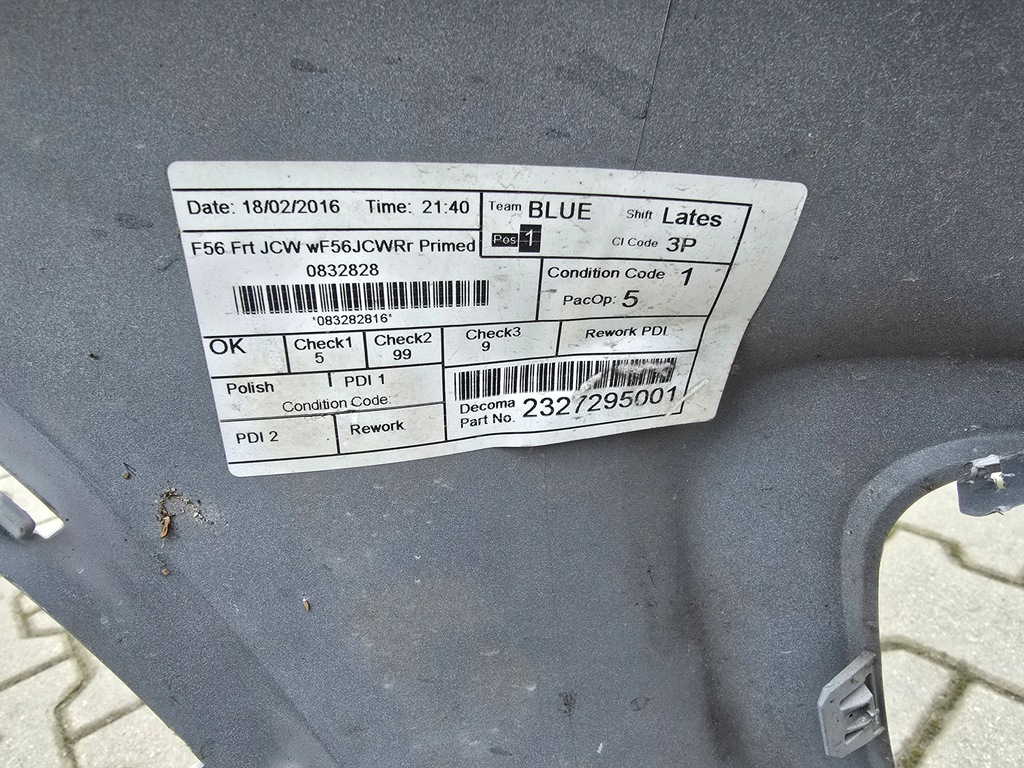 Date: 18/02/2016 Time: 21:40
Team BLUE Shift Lates
Pos 1 CI Code 3P
F56 Frt JCW wF56JCWRr Primed
0832828
*083282816*
Condition Code 1
PacOp: 5
OK
Check1
5
Check2
99
Check3
9
Rework PDI
Polish
PDI 1
Condition Code:
PDI 2
Rework
Decoma
Part No. 2327295001